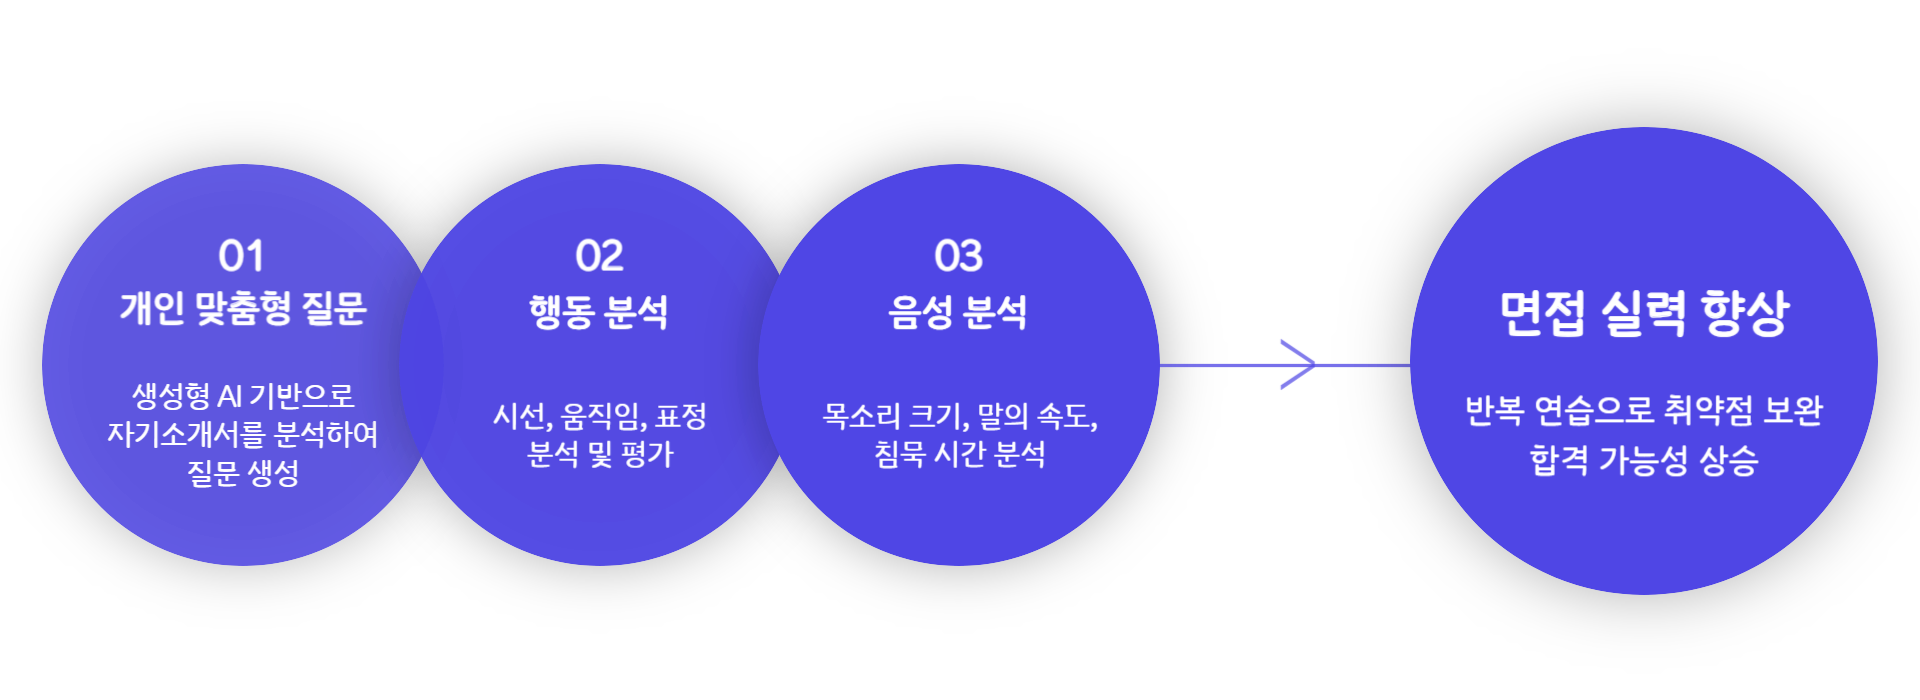 01
개인 맞춤형 질문
생성형 AI 기반으로
자기소개서를 분석하여
질문 생성
02
행동 분석
시선, 움직임, 표정
분석 및 평가
03
음성 분석
목소리 크기, 말의 속도,
침묵 시간 분석
면접 실력 향상
반복 연습으로 취약점 보완
합격 가능성 상승